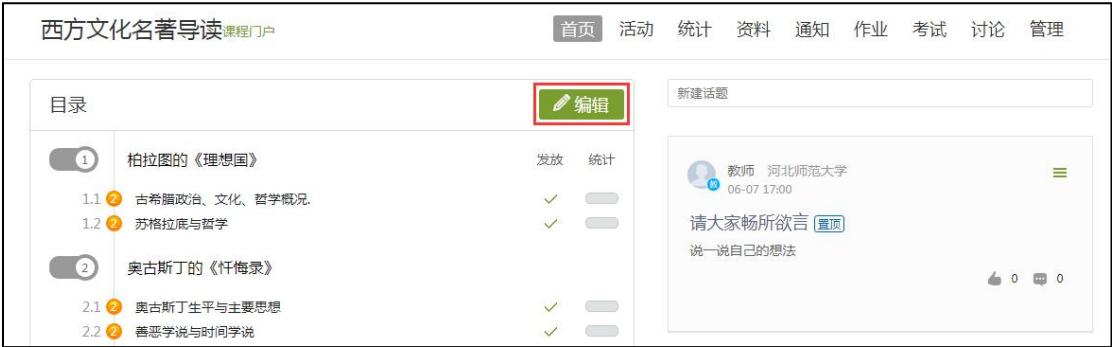 西方文化名著导读课程门户 首页 活动 统计 资料 通知 作业 考试 讨论 管理
目录 编辑
1 柏拉图的《理想国》 发放 统计
1.1 2 古希腊政治、文化、哲学概况.
1.2 2 苏格拉底与哲学
2 奥古斯丁的《忏悔录》
2.1 2 奥古斯丁生平与主要思想
2.2 2 善恶学说与时间学说
新建话题
教师 河北师范大学
教 06-07 17:00
请大家畅所欲言 置顶
说一说自己的想法
0 0